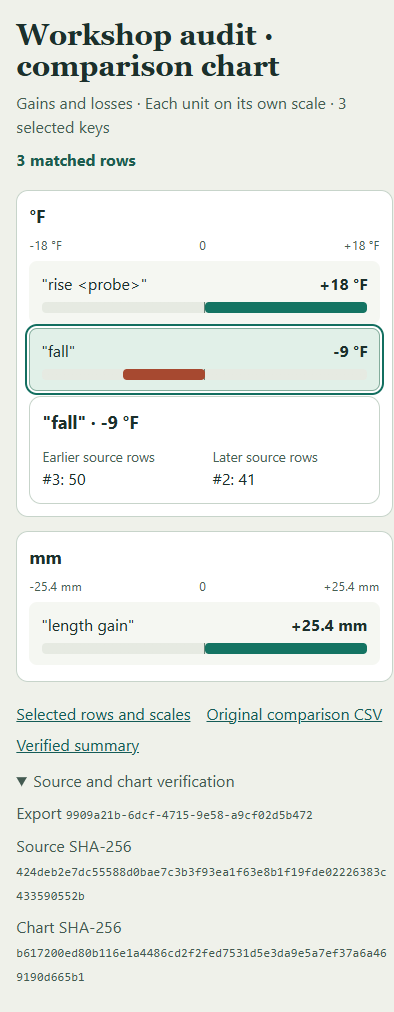 Workshop audit ·
comparison chart
Gains and losses · Each unit on its own scale · 3
selected keys
3 matched rows
°F
-18 °F 0 +18 °F
"rise <probe>" +18 °F
"fall" -9 °F
"fall" · -9 °F
Earlier source rows Later source rows
#3: 50 #2: 41
mm
-25.4 mm 0 +25.4 mm
"length gain" +25.4 mm
Selected rows and scales Original comparison CSV
Verified summary
▼ Source and chart verification
Export 9909a21b-6dcf-4715-9e58-a9cf02d5b472
Source SHA-256
424deb2e7dc55588d0bae7c3b3f93ea1f63e8b1f19fde02226383c
433590552b
Chart SHA-256
b617200ed80b116e1a4486cd2f2fed7531d5e3da9e5a7ef37a6a46
9190d665b1